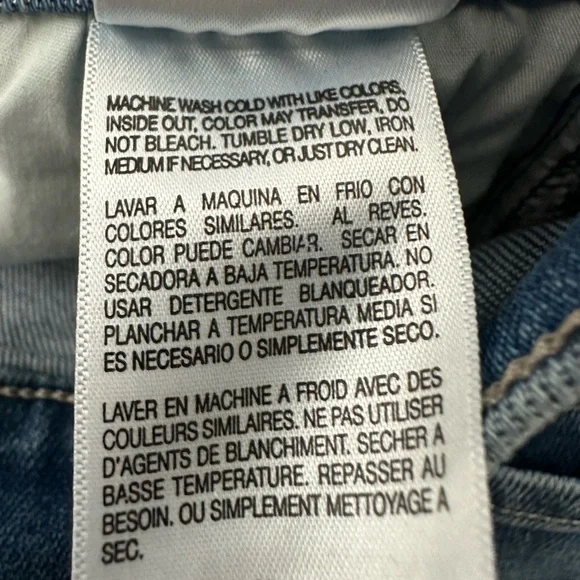 MACHINE WASH COLD WITH LIKE COLORS,
INSIDE OUT, COLOR MAY TRANSFER, DO
NOT BLEACH. TUMBLE DRY LOW, IRON
MEDIUM IF NECESSARY, OR JUST DRY CLEAN.
LAVAR A MAQUINA EN FRIO CON
COLORES SIMILARES. AL REVES.
COLOR PUEDE CAMBIAR. SECAR EN
SECADORA A BAJA TEMPERATURA. NO
USAR DETERGENTE BLANQUEADOR.
PLANCHAR A TEMPERATURA MEDIA SI
ES NECESARIO O SIMPLEMENTE SECO.
LAVER EN MACHINE A FROID AVEC DES
COULEURS SIMILAIRES. NE PAS UTILISER
D'AGENTS DE BLANCHIMENT. SECHER A
BASSE TEMPERATURE. REPASSER AU
BESOIN. OU SIMPLEMENT METTOYAGE A
SEC.